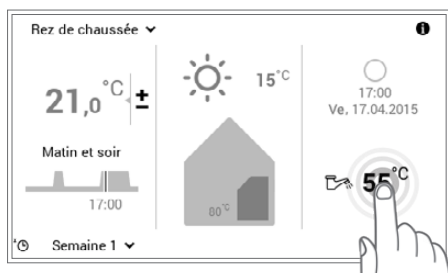 Rez de chaussée
21,0 °C ±
Matin et soir
17:00
Semaine 1
15°C
80°C
17:00
Ve, 17.04.2015
55°C